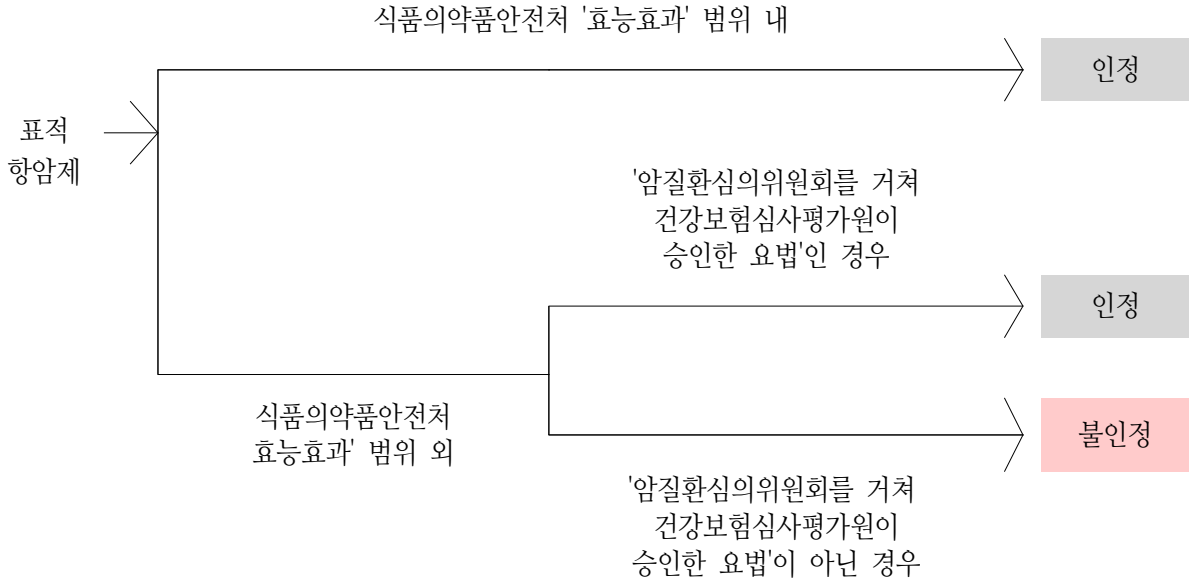 식품의약품안전처 '효능효과' 범위 내
인정
표적
항암제
'암질환심의위원회를 거쳐
건강보험심사평가원이
승인한 요법'인 경우
인정
식품의약품안전처
효능효과' 범위 외
불인정
'암질환심의위원회를 거쳐
건강보험심사평가원이
승인한 요법'이 아닌 경우